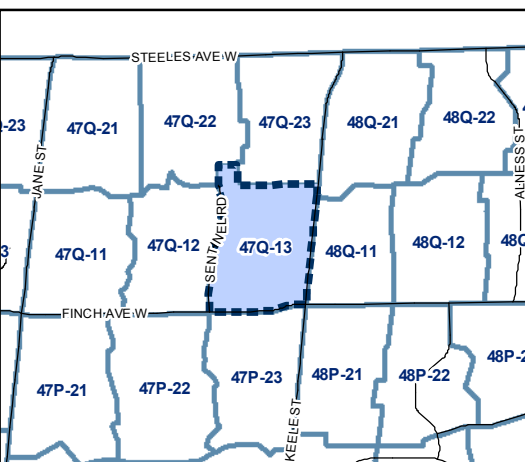 STEELES AVE W
-23
47Q-21
47Q-22
47Q-23
48Q-21
48Q-22
JANE ST
ALNESS ST
SENTINEL RD
3
47Q-11
47Q-12
47Q-13
48Q-11
48Q-12
48Q
FINCH AVE W
47P-21
47P-22
47P-23
48P-21
48P-22
48P-2
KEELE ST